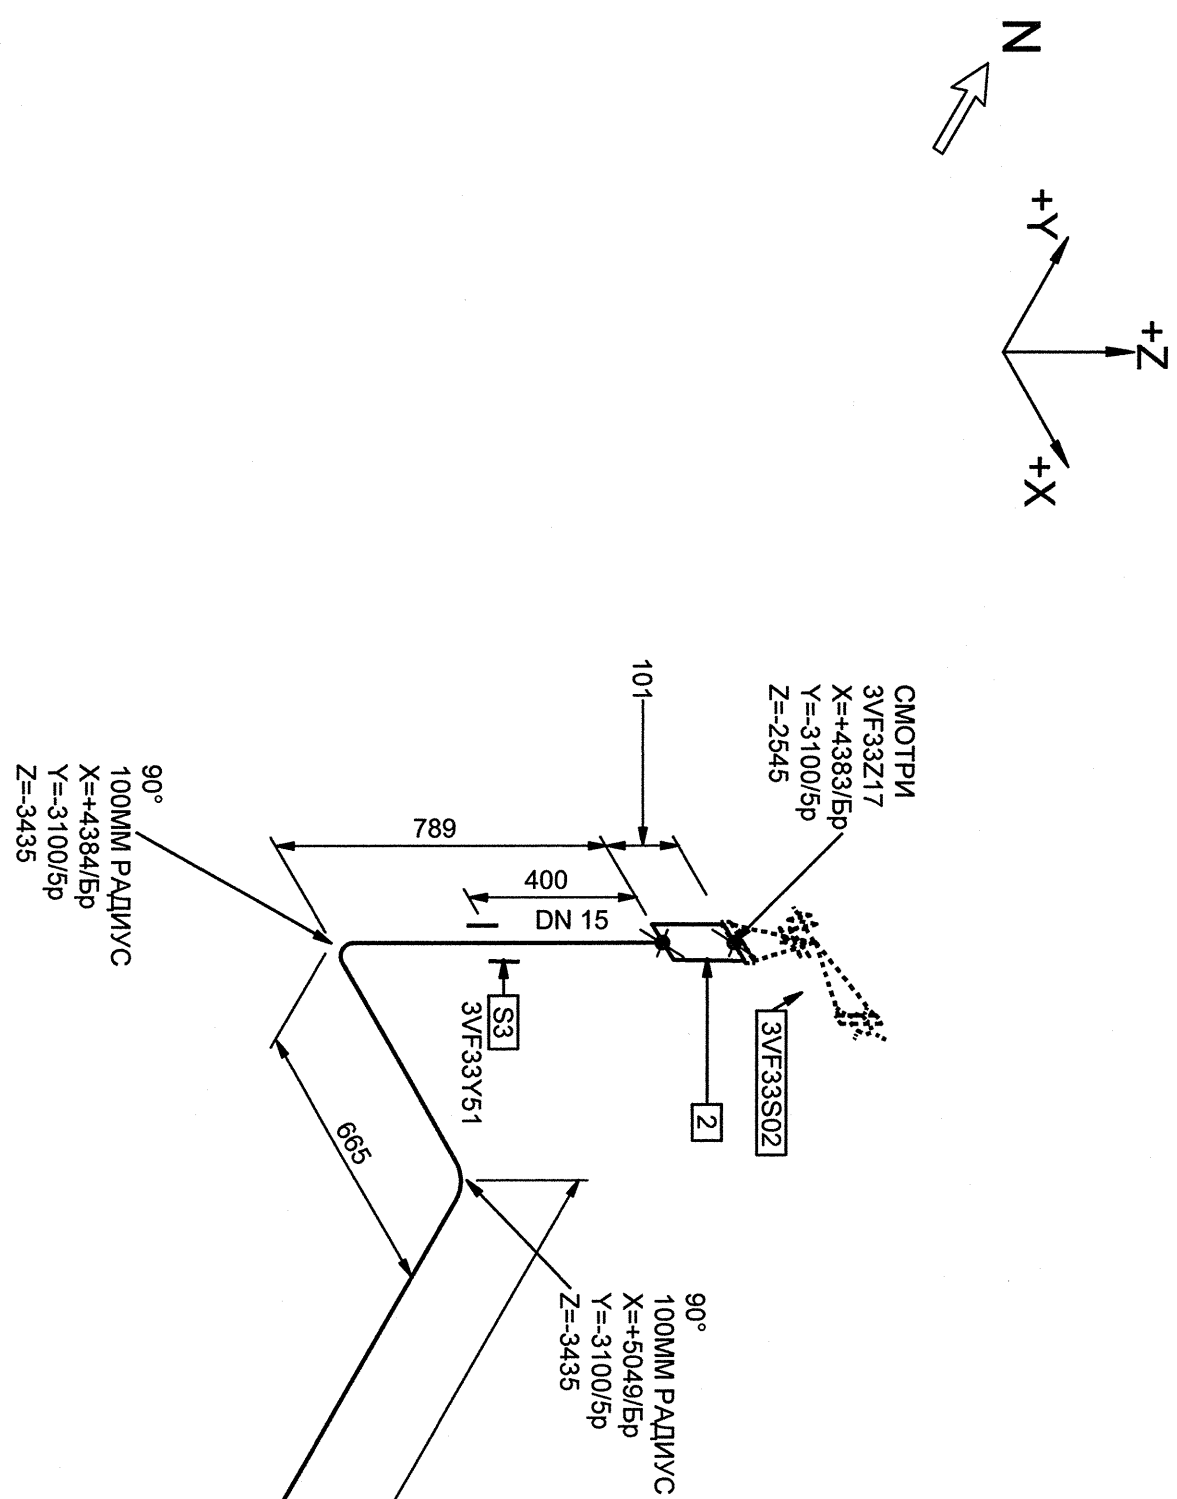 N
+Y
+Z
+X
СМОТРИ
3VF33Z17
X=+4383/Бр
Y=-3100/5р
Z=-2545
101
789
400
DN 15
90°
100ММ РАДИУС
X=+4384/Бр
Y=-3100/5р
Z=-3435
S3
3VF33Y51
2
3VF33S02
665
90°
100ММ РАДИУС
X=+5049/Бр
Y=-3100/5р
Z=-3435